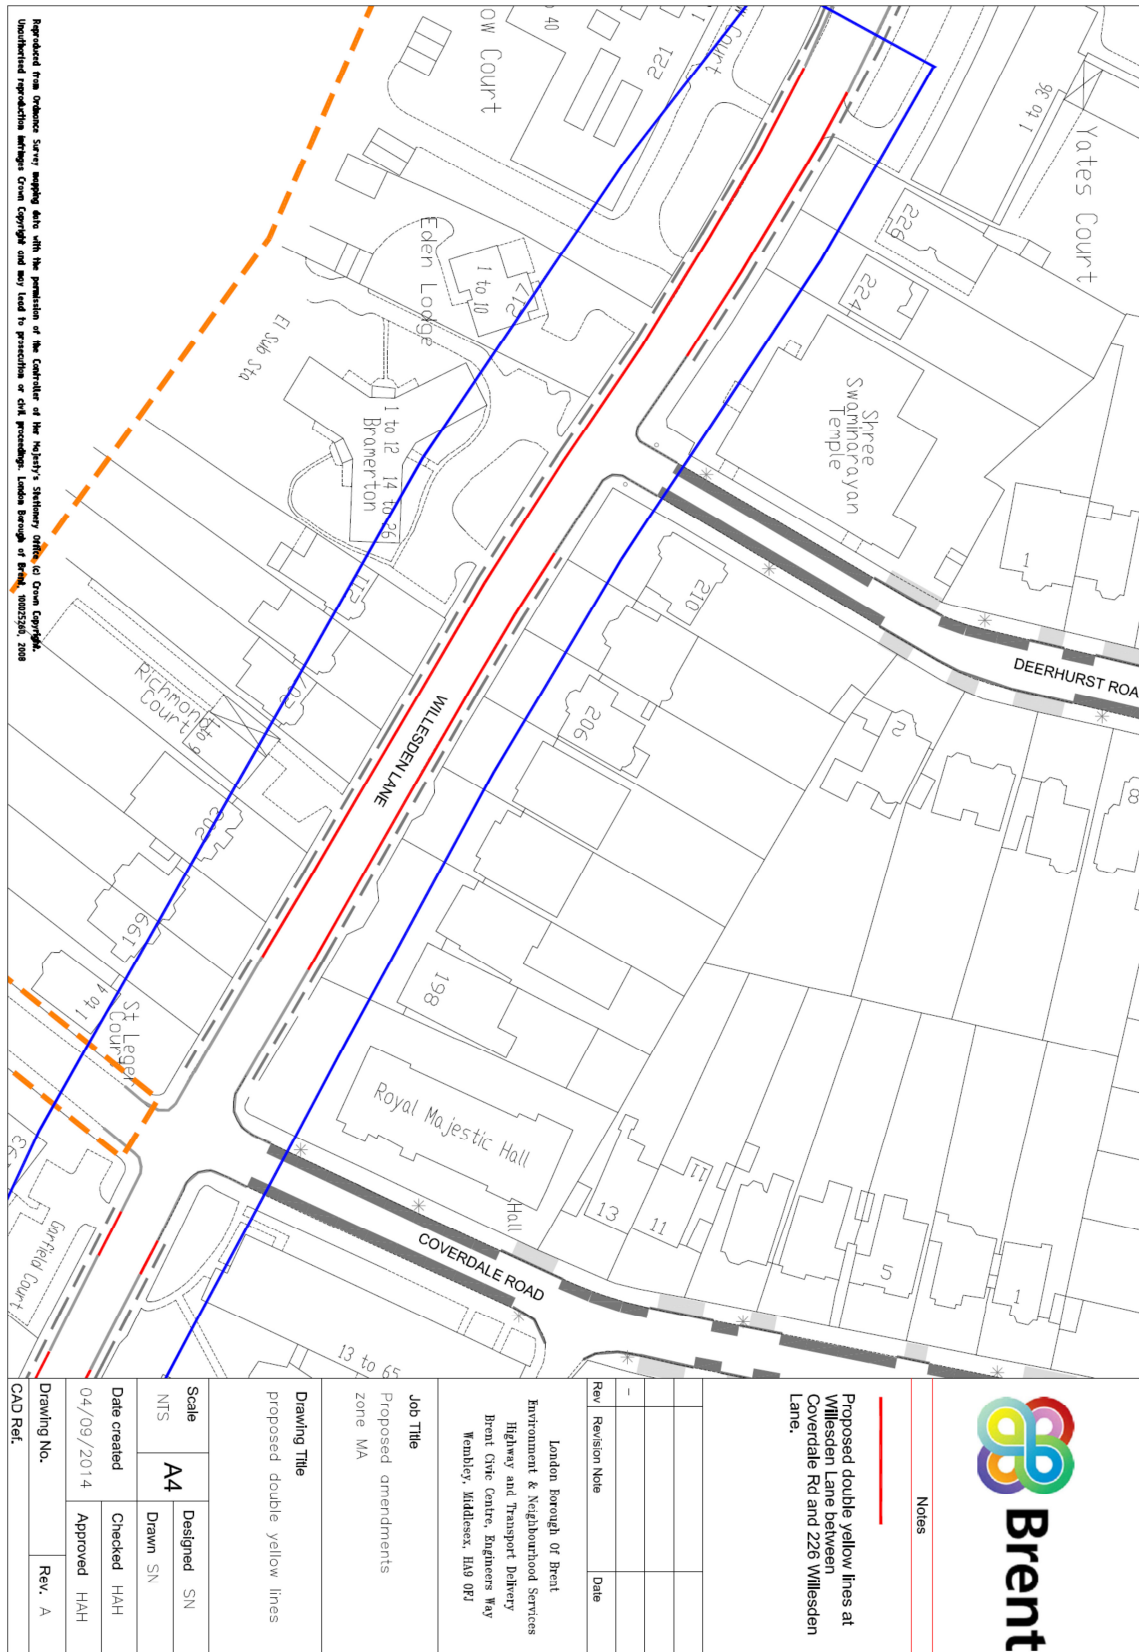 OW Court
40
221
Court
1 to 36
Yates Court
226
224
Shree
Swaminarayan
Temple
Eden Lodge
1 to 10
217
El Sub Sta
1 to 12 14 to 26
Bramerton
1
DEERHURST ROA
210
206
2
8
212
207
Richmond
Court
to 9
WILLESDEN LANE
203
199
198
1 to 4
St Leger
Court
Royal Majestic Hall
Hall
13
11
5
1
COVERDALE ROAD
13 to 65
Garfield Court
Reproduced from Ordnance Survey mapping data with the permission of the Controller of Her Majesty's Stationery Office (c) Crown Copyright.
Unauthorised reproduction infringes Crown Copyright and may lead to prosecution or civil proceedings. London Borough of Brent, 100025260, 2008
Brent
Notes
Proposed double yellow lines at
Willesden Lane between
Coverdale Rd and 226 Willesden
Lane.
Rev Revision Note Date
-
London Borough Of Brent
Environment & Neighbourhood Services
Highway and Transport Delivery
Brent Civic Centre, Engineers Way
Wembley, Middlesex, HA9 0FJ
Job Title
Proposed amendments
zone MA
Drawing Title
proposed double yellow lines
Scale
NTS
A4
Designed SN
Drawn SN
Date created
04/09/2014
Checked HAH
Approved HAH
Drawing No.
Rev. A
CAD Ref.